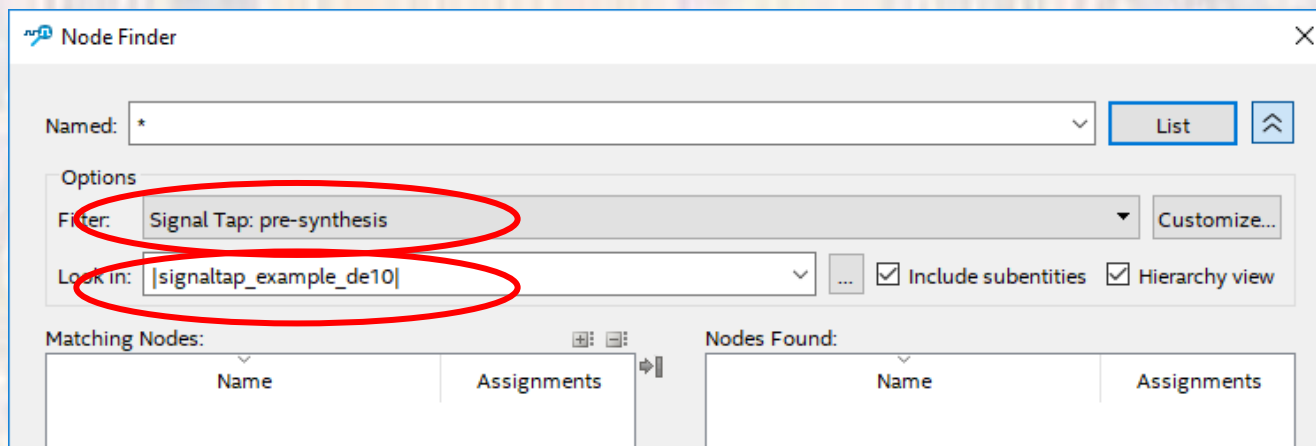 Node Finder
Named: * List
Options
Filter: Signal Tap: pre-synthesis Customize...
Look in: |signaltap_example_de10| ... Include subentities Hierarchy view
Matching Nodes: Nodes Found:
Name Assignments Name Assignments